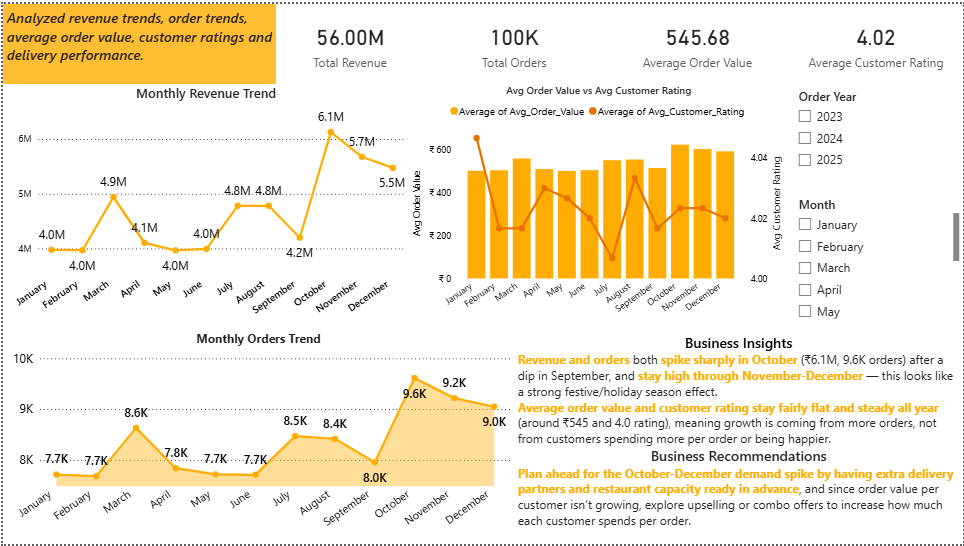 Analyzed revenue trends, order trends,
average order value, customer ratings and
delivery performance.
56.00M
Total Revenue
100K
Total Orders
545.68
Average Order Value
4.02
Average Customer Rating
Monthly Revenue Trend
6M
5M
4M
4.0M
4.0M
4.9M
4.1M
4.0M
4.0M
4.8M
4.8M
4.2M
6.1M
5.7M
5.5M
January
February
March
April
May
June
July
August
September
October
November
December
Avg Order Value vs Avg Customer Rating
Average of Avg_Order_Value
Average of Avg_Customer_Rating
Avg Order Value
₹ 600
₹ 400
₹ 200
₹ 0
4.04
4.02
4.00
Avg Customer Rating
January
February
March
April
May
June
July
August
September
October
November
December
Order Year
2023
2024
2025
Month
January
February
March
April
May
Monthly Orders Trend
10K
9K
8K
7.7K
7.7K
8.6K
7.8K
7.7K
7.7K
8.5K
8.4K
8.0K
9.6K
9.2K
9.0K
January
February
March
April
May
June
July
August
September
October
November
December
Business Insights
Revenue and orders both spike sharply in October (₹6.1M, 9.6K orders) after a
dip in September, and stay high through November-December — this looks like
a strong festive/holiday season effect.
Average order value and customer rating stay fairly flat and steady all year
(around ₹545 and 4.0 rating), meaning growth is coming from more orders, not
from customers spending more per order or being happier.
Business Recommendations
Plan ahead for the October-December demand spike by having extra delivery
partners and restaurant capacity ready in advance, and since order value per
customer isn't growing, explore upselling or combo offers to increase how much
each customer spends per order.